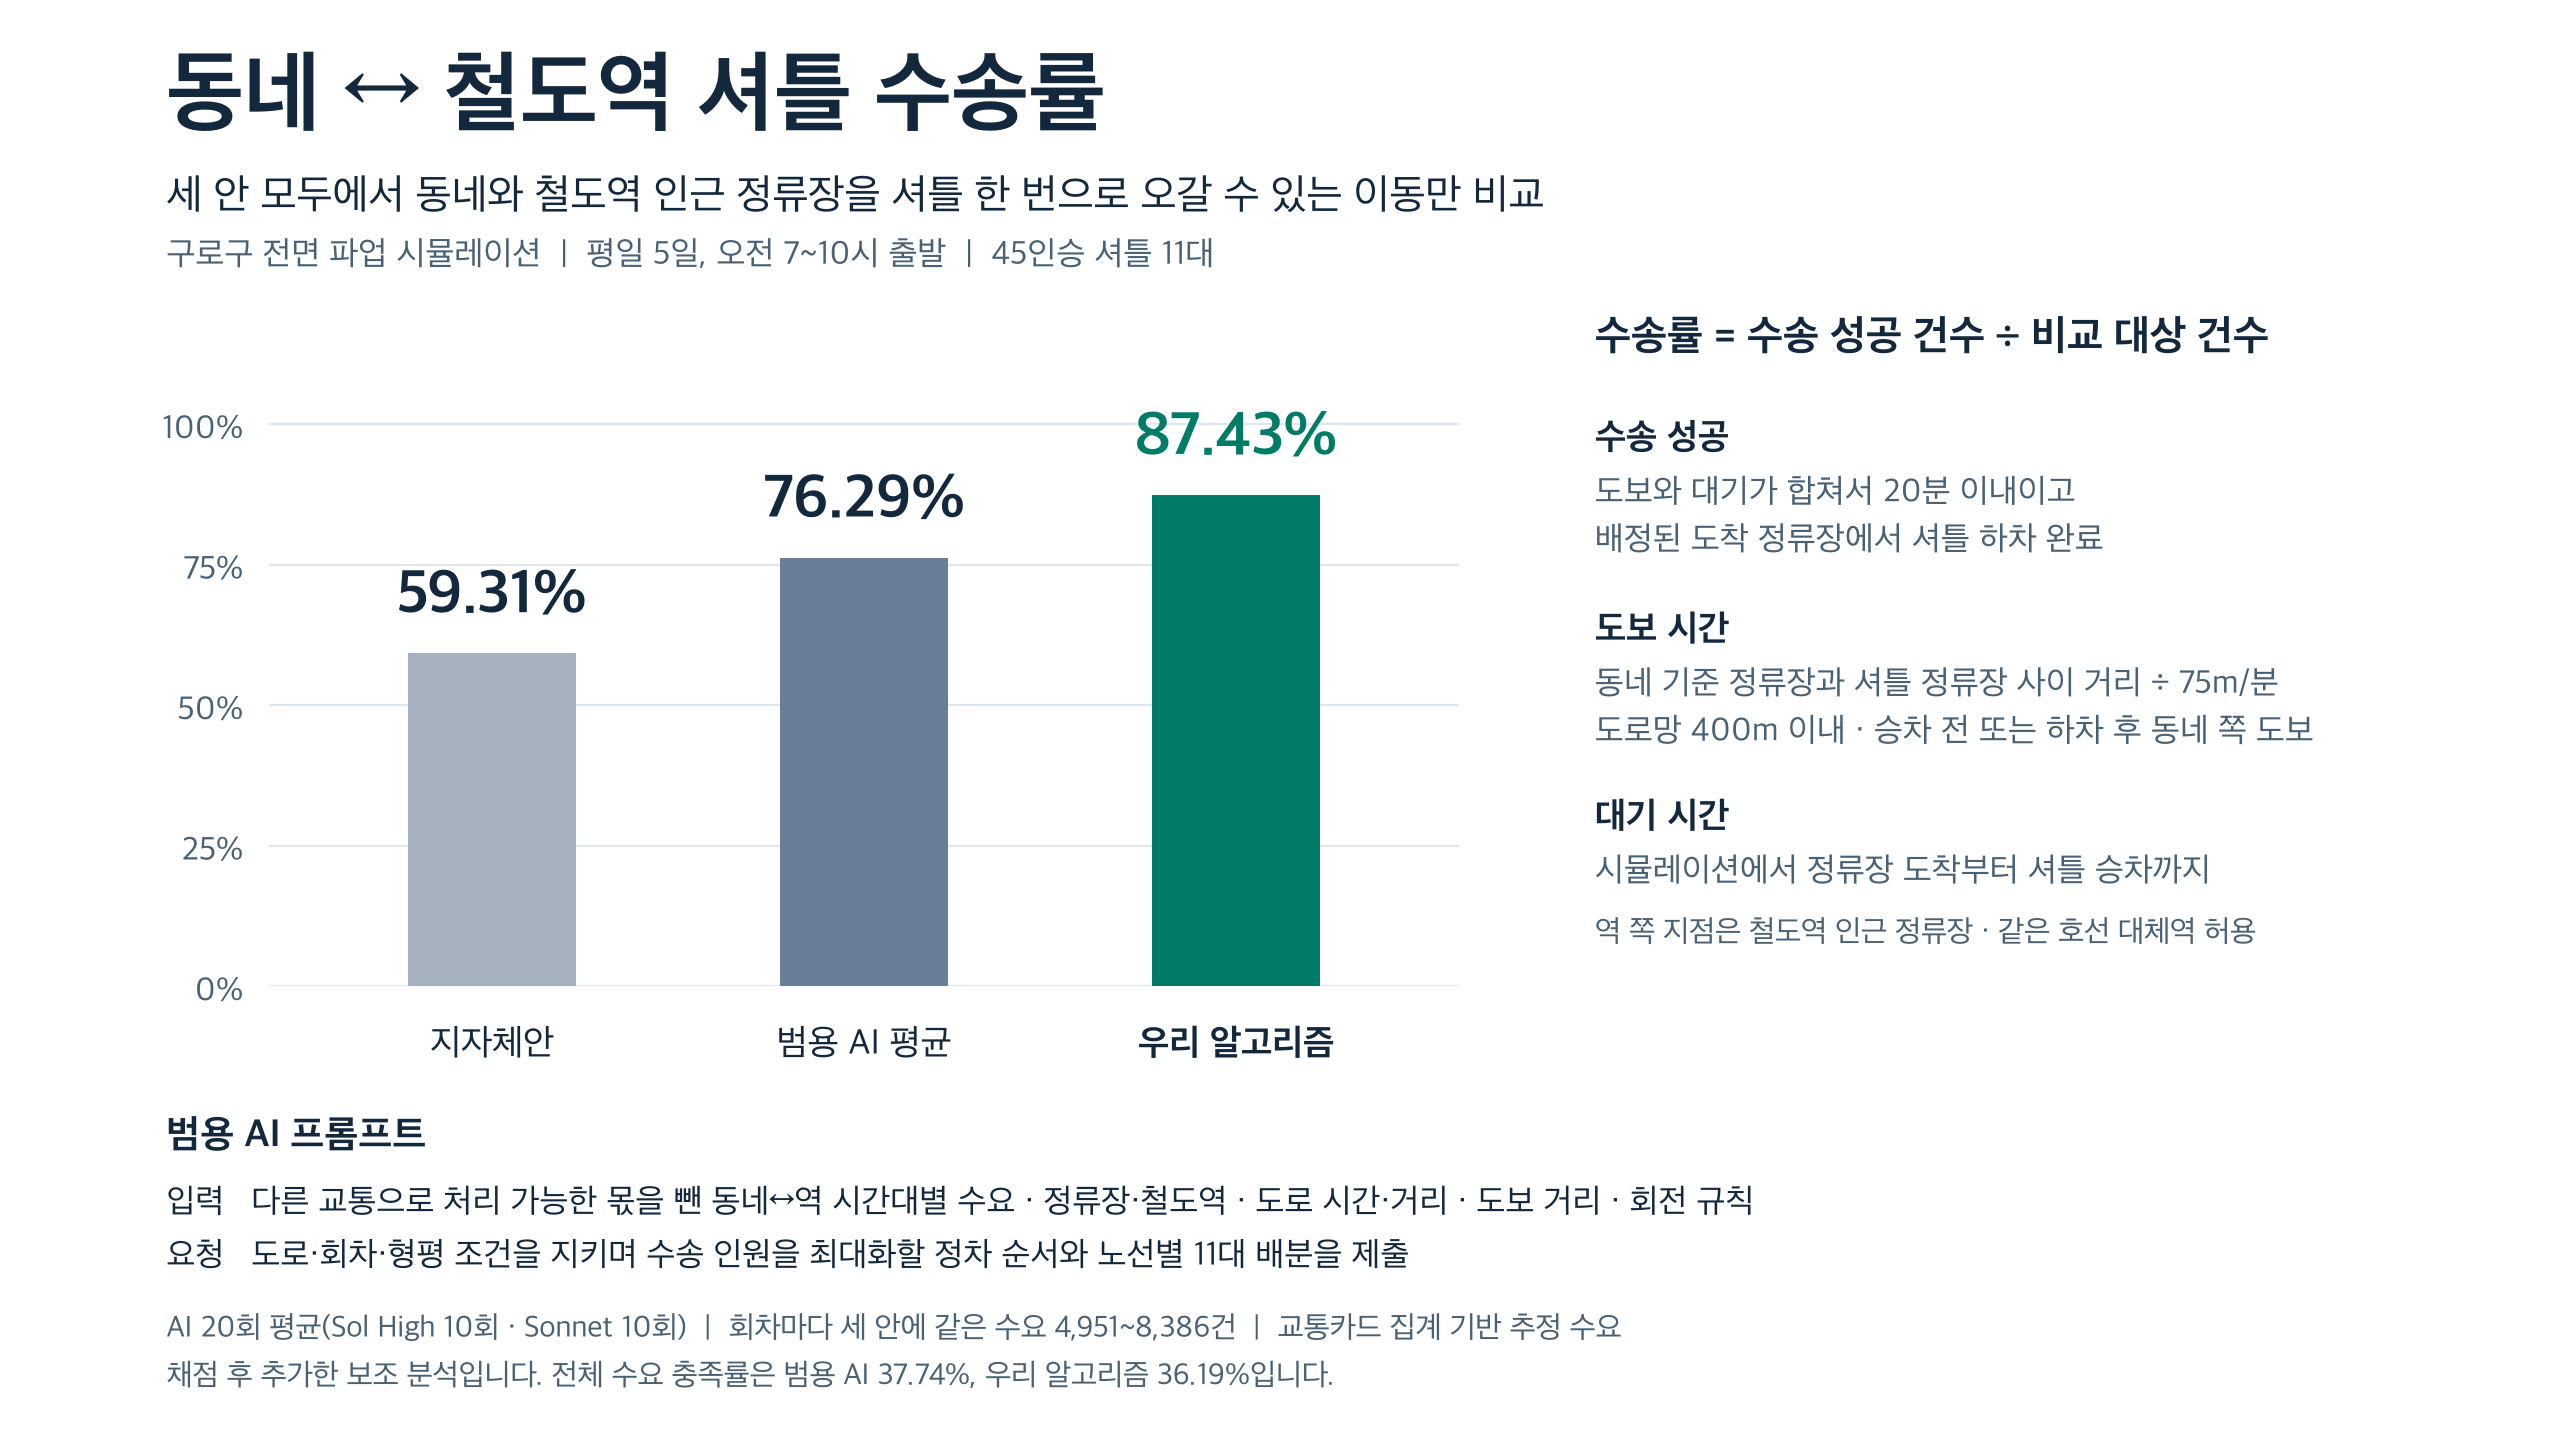 동네 ↔ 철도역 셔틀 수송률
세 안 모두에서 동네와 철도역 인근 정류장을 셔틀 한 번으로 오갈 수 있는 이동만 비교
구로구 전면 파업 시뮬레이션 | 평일 5일, 오전 7~10시 출발 | 45인승 셔틀 11대
100%
75%
50%
25%
0%
59.31%
76.29%
87.43%
지자체안
범용 AI 평균
우리 알고리즘
수송률 = 수송 성공 건수 ÷ 비교 대상 건수
수송 성공
도보와 대기가 합쳐서 20분 이내이고
배정된 도착 정류장에서 셔틀 하차 완료
도보 시간
동네 기준 정류장과 셔틀 정류장 사이 거리 ÷ 75m/분
도로망 400m 이내 · 승차 전 또는 하차 후 동네 쪽 도보
대기 시간
시뮬레이션에서 정류장 도착부터 셔틀 승차까지
역 쪽 지점은 철도역 인근 정류장 · 같은 호선 대체역 허용
범용 AI 프롬프트
입력 다른 교통으로 처리 가능한 몫을 뺀 동네↔역 시간대별 수요 · 정류장·철도역 · 도로 시간·거리 · 도보 거리 · 회전 규칙
요청 도로·회차·형평 조건을 지키며 수송 인원을 최대화할 정차 순서와 노선별 11대 배분을 제출
AI 20회 평균(Sol High 10회 · Sonnet 10회) | 회차마다 세 안에 같은 수요 4,951~8,386건 | 교통카드 집계 기반 추정 수요
채점 후 추가한 보조 분석입니다. 전체 수요 충족률은 범용 AI 37.74%, 우리 알고리즘 36.19%입니다.